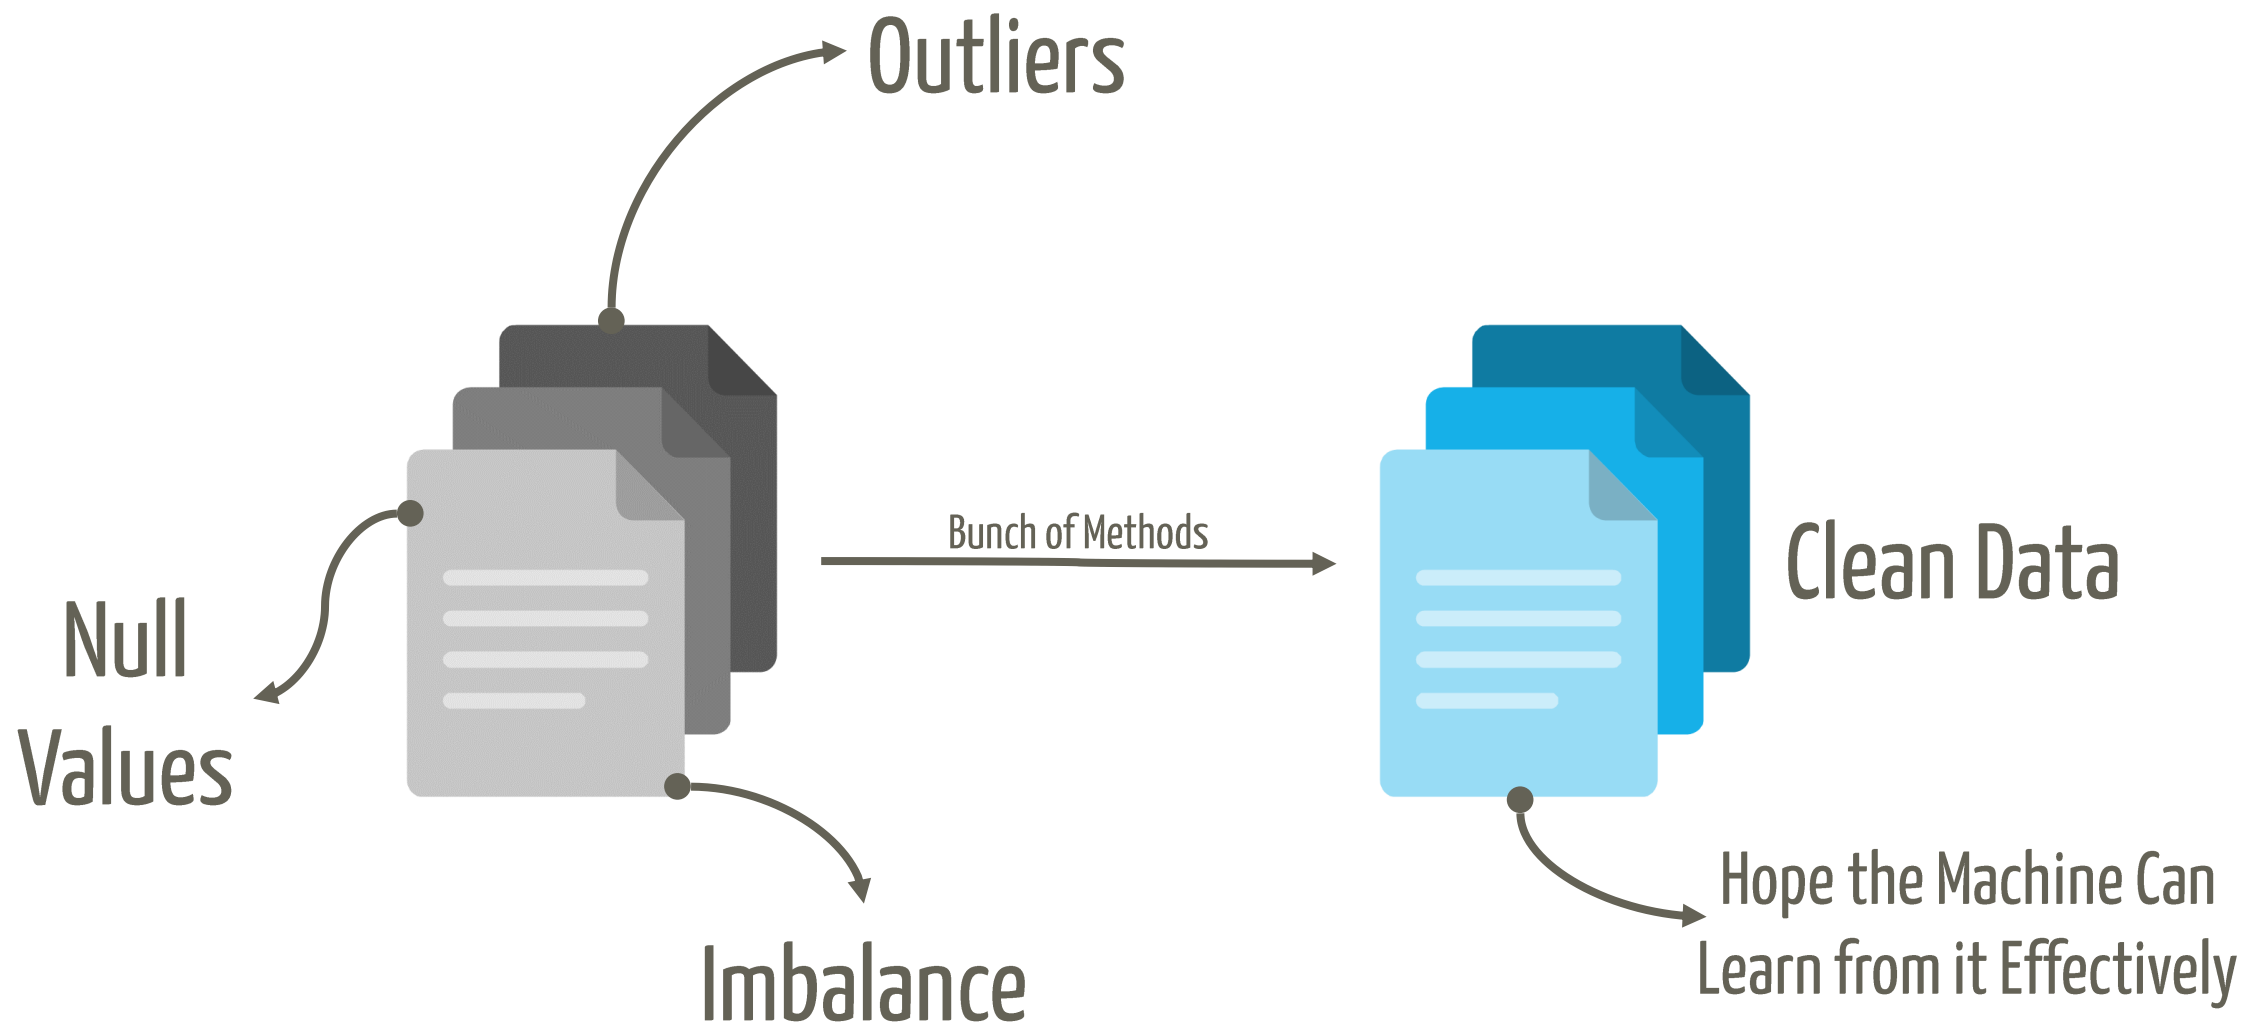 Outliers
Bunch of Methods
Clean Data
Null
Values
Hope the Machine Can
Learn from it Effectively
Imbalance